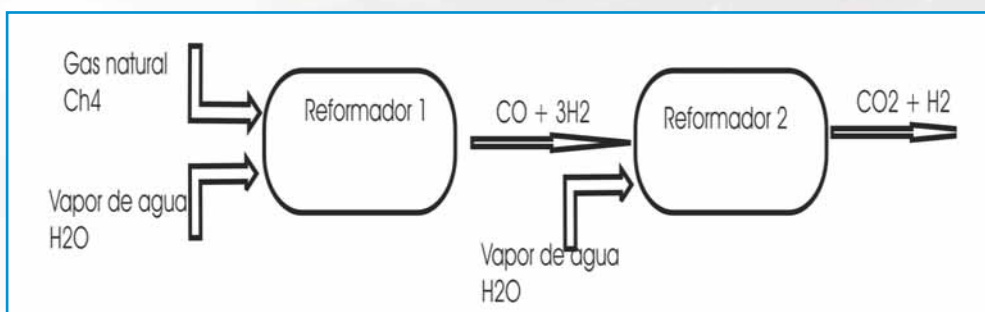 Gas natural
Ch4
Vapor de agua
H2O
Reformador 1
CO + 3H2
Vapor de agua
H2O
Reformador 2
CO2 + H2